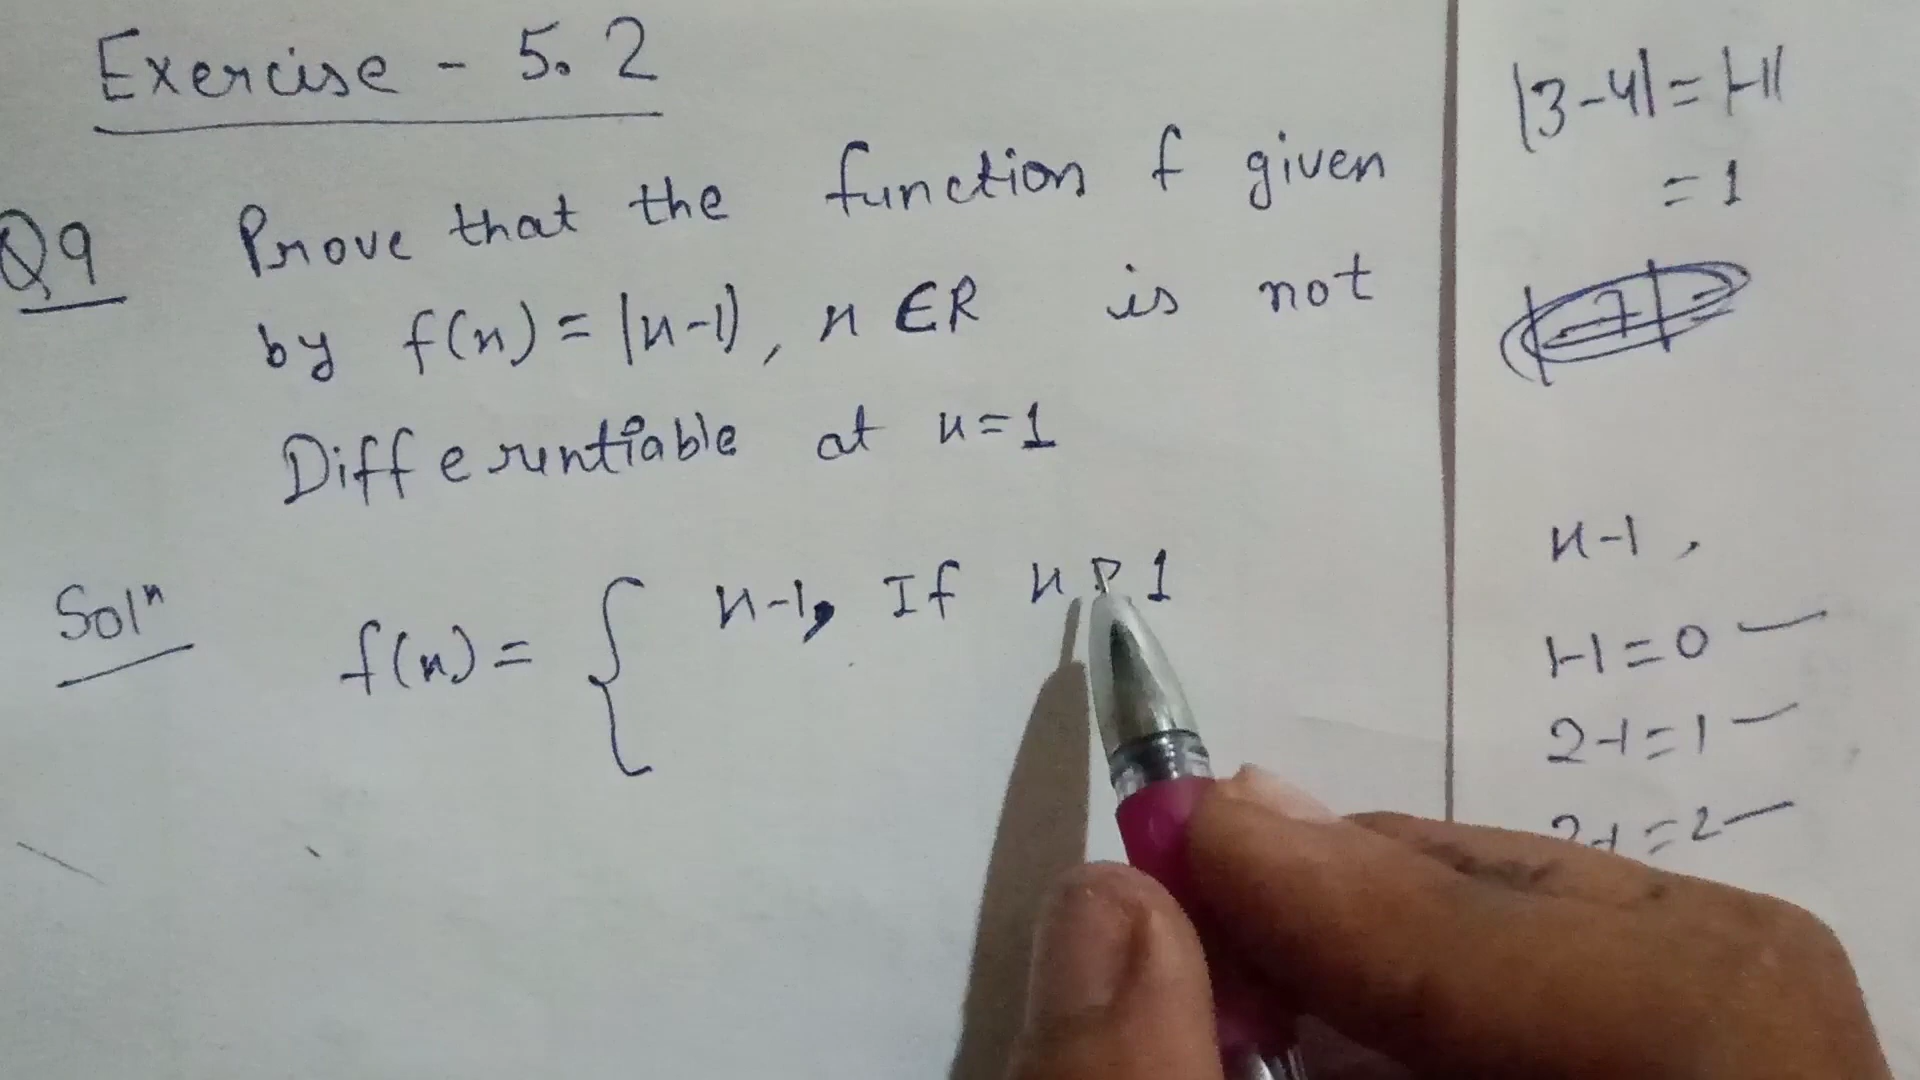 Exercise - 5.2
Q9 Prove that the function f given
by f(x) = |x-1|, x ∈R is not
Differentiable at x=1
Solⁿ f(x) = { x-1, If x 1
|3-4| = |-1|
= 1
x-1,
1-1=0
2-1=1
3-1=2